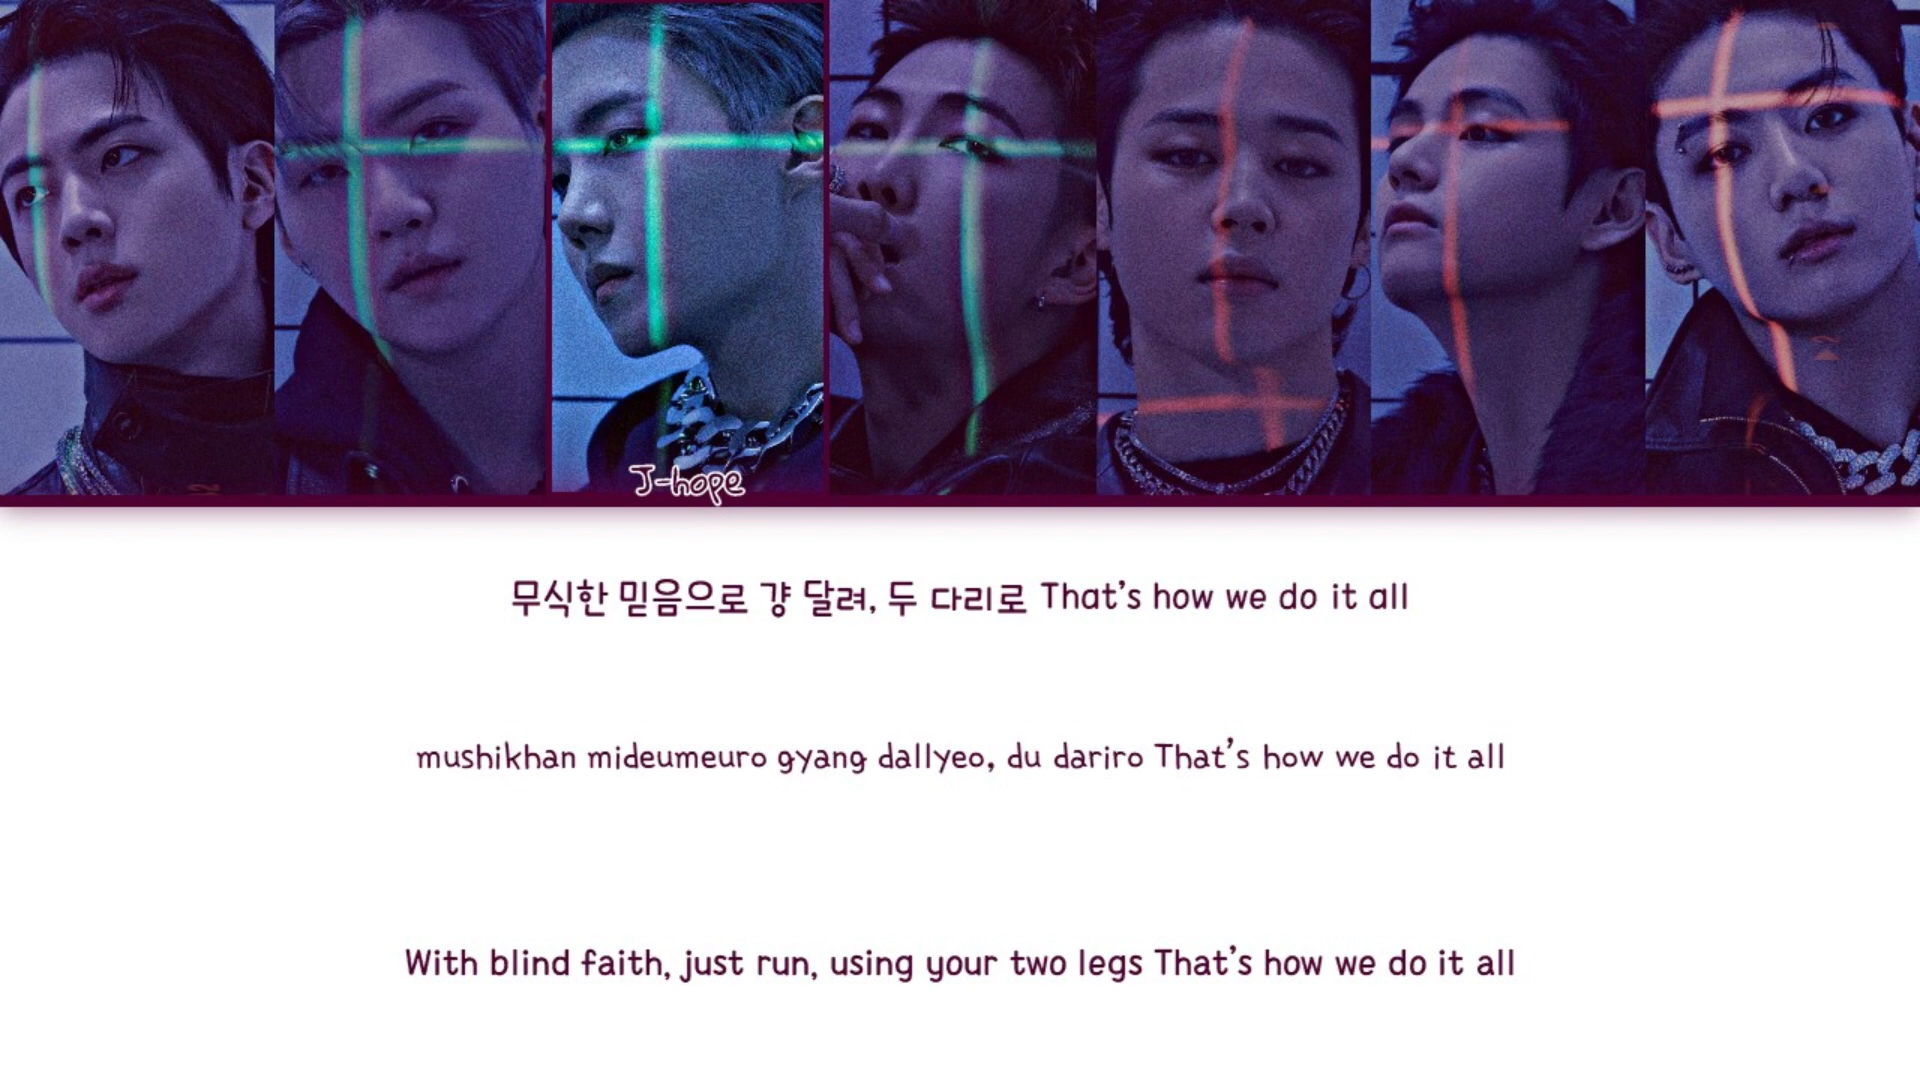 J-hope
무식한 믿음으로 걍 달려, 두 다리로 That's how we do it all
mushikhan mideumeuro gyang dallyeo, du dariro That's how we do it all
With blind faith, just run, using your two legs That's how we do it all